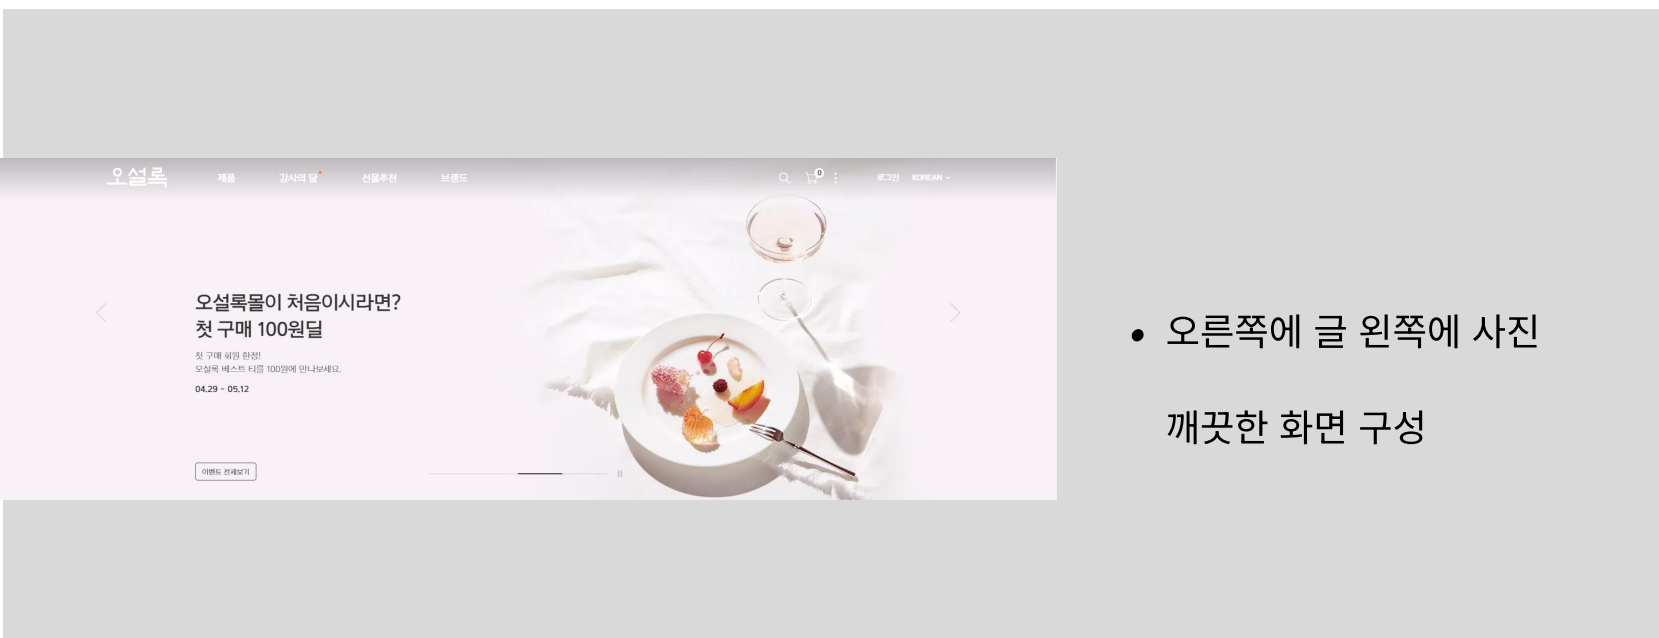 오설록 제품 감사의 달 선물추천 브랜드 0 로그인 KOREAN
오설록몰이 처음이시라면?
첫 구매 100원딜
첫 구매 회원 한정!
오설록 베스트 티를 100원에 만나보세요.
04.29 - 05.12
이벤트 전체보기
• 오른쪽에 글 왼쪽에 사진
깨끗한 화면 구성